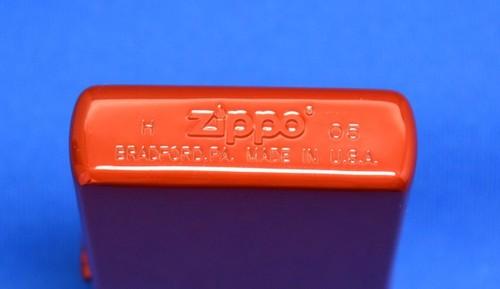 H Zippo® 05
BRADFORD, PA. MADE IN U.S.A.